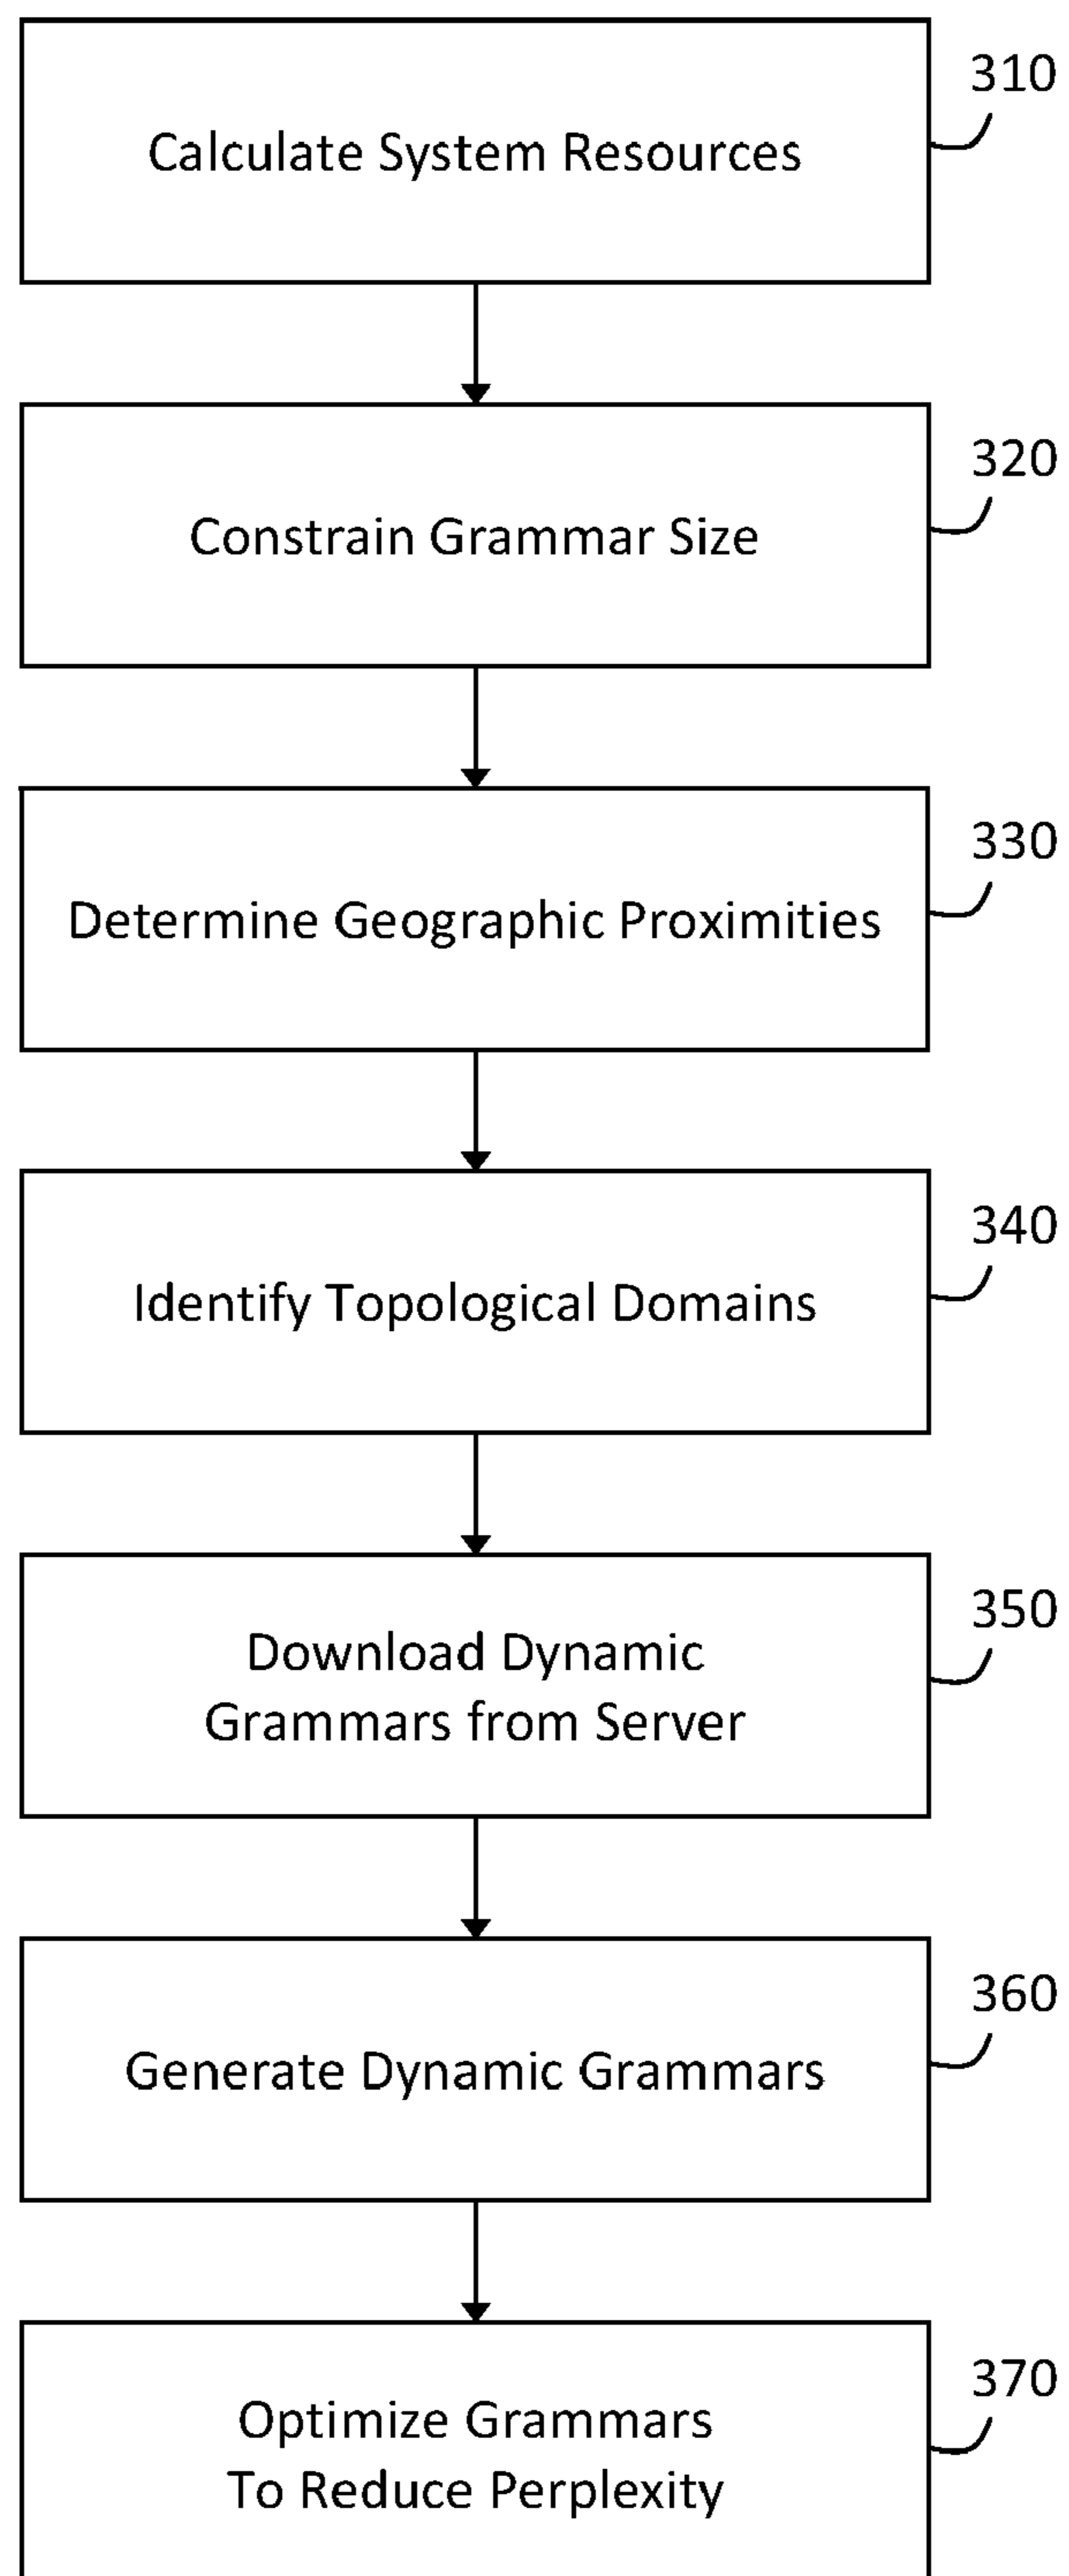 310
Calculate System Resources
320
Constrain Grammar Size
330
Determine Geographic Proximities
340
Identify Topological Domains
350
Download Dynamic
Grammars from Server
360
Generate Dynamic Grammars
370
Optimize Grammars
To Reduce Perplexity